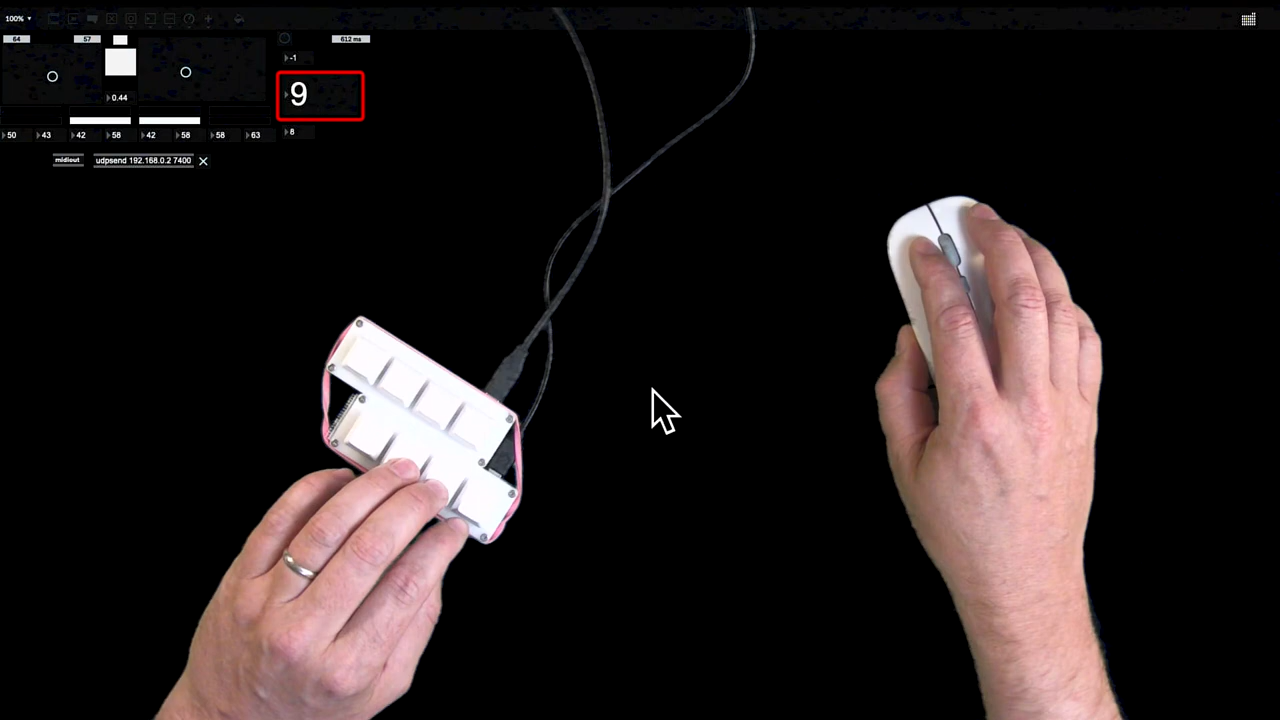 100%
64 57 612 ms
-1
9
0.44
50 43 42 58 42 58 58 63 8
midiout udpsend 192.168.0.2 7400